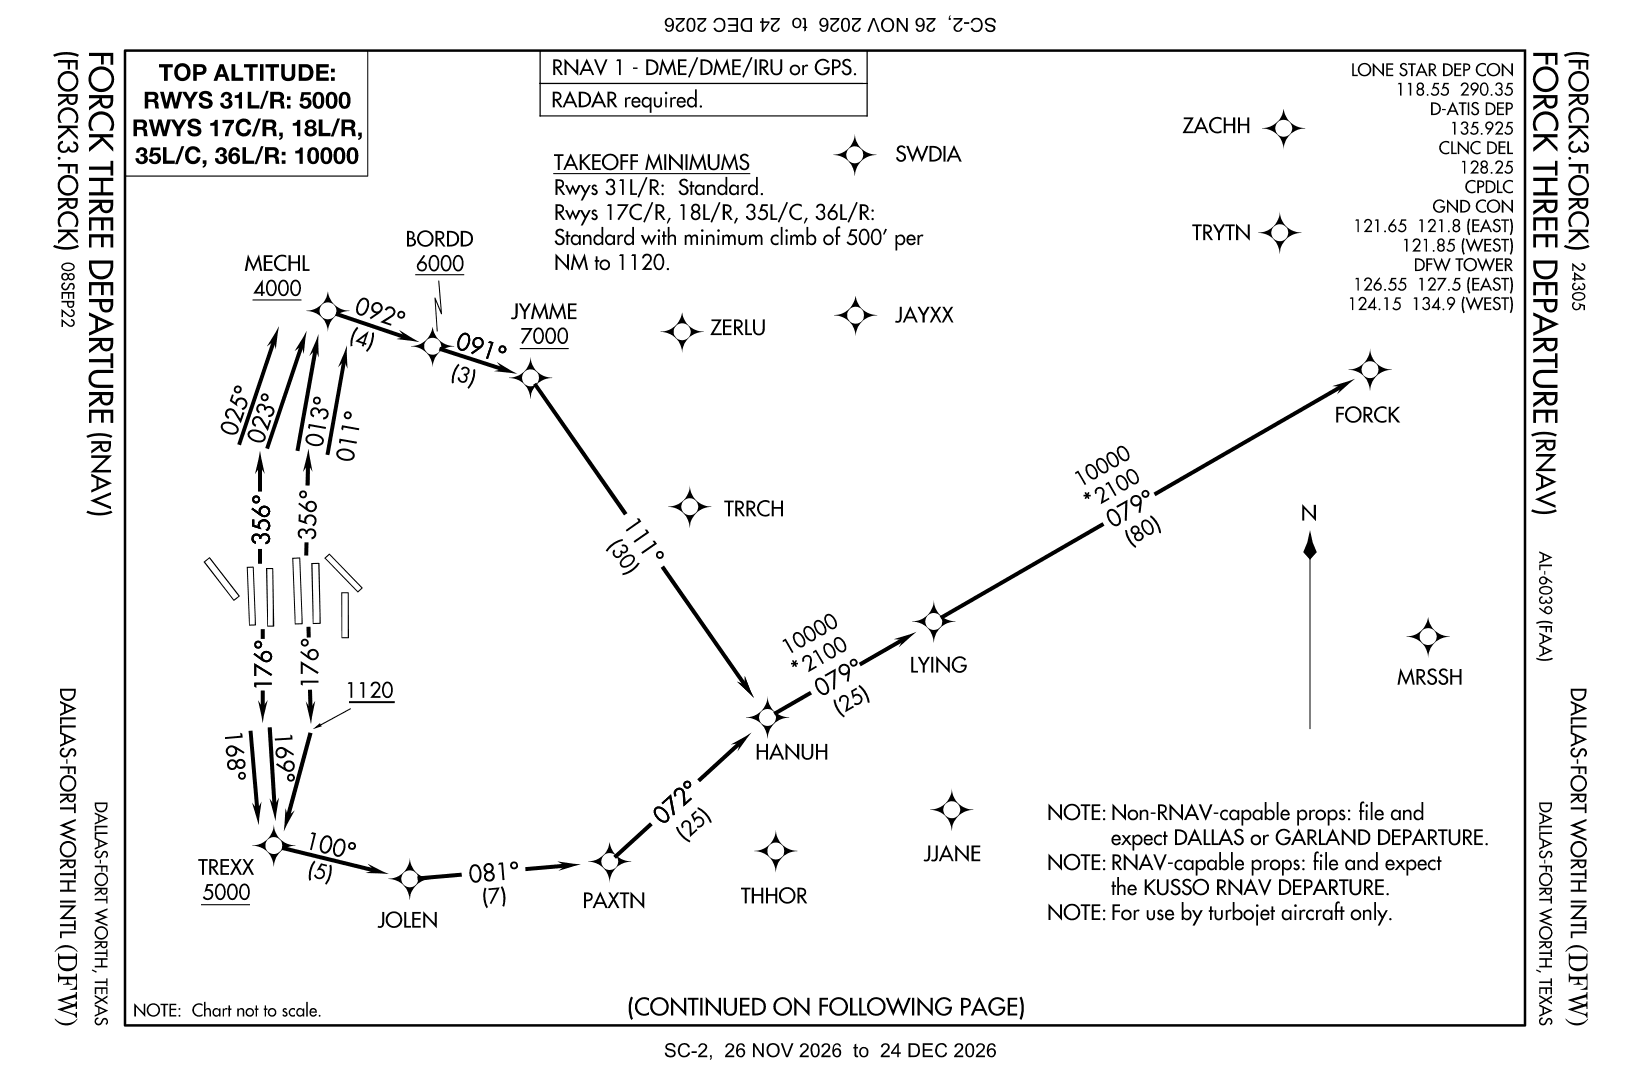 SC-2, 26 NOV 2026 to 24 DEC 2026
(FORCK3.FORCK) 08SEP22
FORCK THREE DEPARTURE (RNAV)
DALLAS-FORT WORTH INTL (DFW)
DALLAS-FORT WORTH, TEXAS
TOP ALTITUDE:
RWYS 31L/R: 5000
RWYS 17C/R, 18L/R,
35L/C, 36L/R: 10000
RNAV 1 - DME/DME/IRU or GPS.
RADAR required.
TAKEOFF MINIMUMS
Rwys 31L/R: Standard.
Rwys 17C/R, 18L/R, 35L/C, 36L/R:
Standard with minimum climb of 500' per
NM to 1120.
LONE STAR DEP CON
118.55 290.35
D-ATIS DEP
135.925
CLNC DEL
128.25
CPDLC
GND CON
121.65 121.8 (EAST)
121.85 (WEST)
DFW TOWER
126.55 127.5 (EAST)
124.15 134.9 (WEST)
ZACHH
SWDIA
TRYTN
JAYXX
ZERLU
TRRCH
MECHL
4000
092°
(4)
BORDD
6000
091°
(3)
JYMME
7000
111°
(30)
025°
023°
013°
011°
356°
356°
176°
176°
1120
168°
169°
TREXX
5000
100°
(5)
JOLEN
081°
(7)
PAXTN
072°
(25)
HANUH
10000
*2100
079°
(25)
LYING
10000
*2100
079°
(80)
FORCK
N
MRSSH
THHOR
JJANE
NOTE: Non-RNAV-capable props: file and
expect DALLAS or GARLAND DEPARTURE.
NOTE: RNAV-capable props: file and expect
the KUSSO RNAV DEPARTURE.
NOTE: For use by turbojet aircraft only.
NOTE: Chart not to scale.
(CONTINUED ON FOLLOWING PAGE)
FORCK THREE DEPARTURE (RNAV)
(FORCK3.FORCK) 24305
AL-6039 (FAA)
DALLAS-FORT WORTH INTL (DFW)
DALLAS-FORT WORTH, TEXAS
SC-2, 26 NOV 2026 to 24 DEC 2026